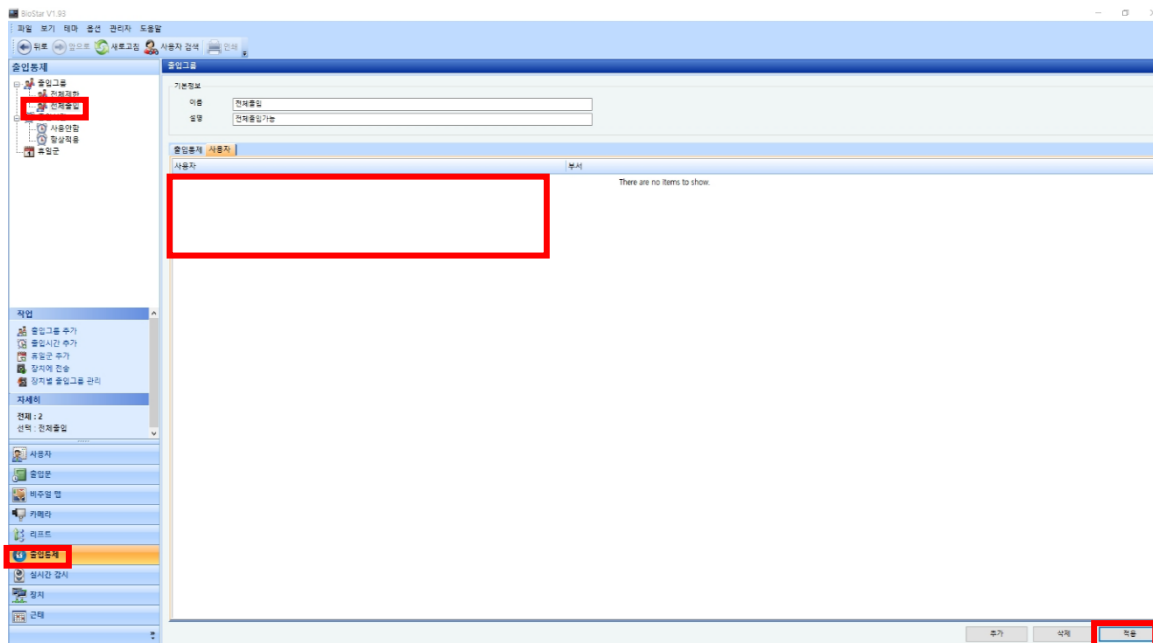 BioStar V1.93
파일 보기 테마 옵션 관리자 도움말
뒤로 앞으로 새로고침 사용자 검색 인쇄
출입통제
출입그룹
전체제한
전체출입
사용안함
항상적용
휴일군
출입그룹
기본정보
이름 전체출입
설명 전체출입가능
출입통제 사용자
사용자 부서
There are no items to show.
작업
출입그룹 추가
출입시간 추가
휴일군 추가
장치에 전송
장치별 출입그룹 관리
자세히
전체 : 2
선택 : 전체출입
사용자
출입문
비주얼 맵
카메라
리프트
출입통제
실시간 감시
장치
근태
추가 삭제 적용